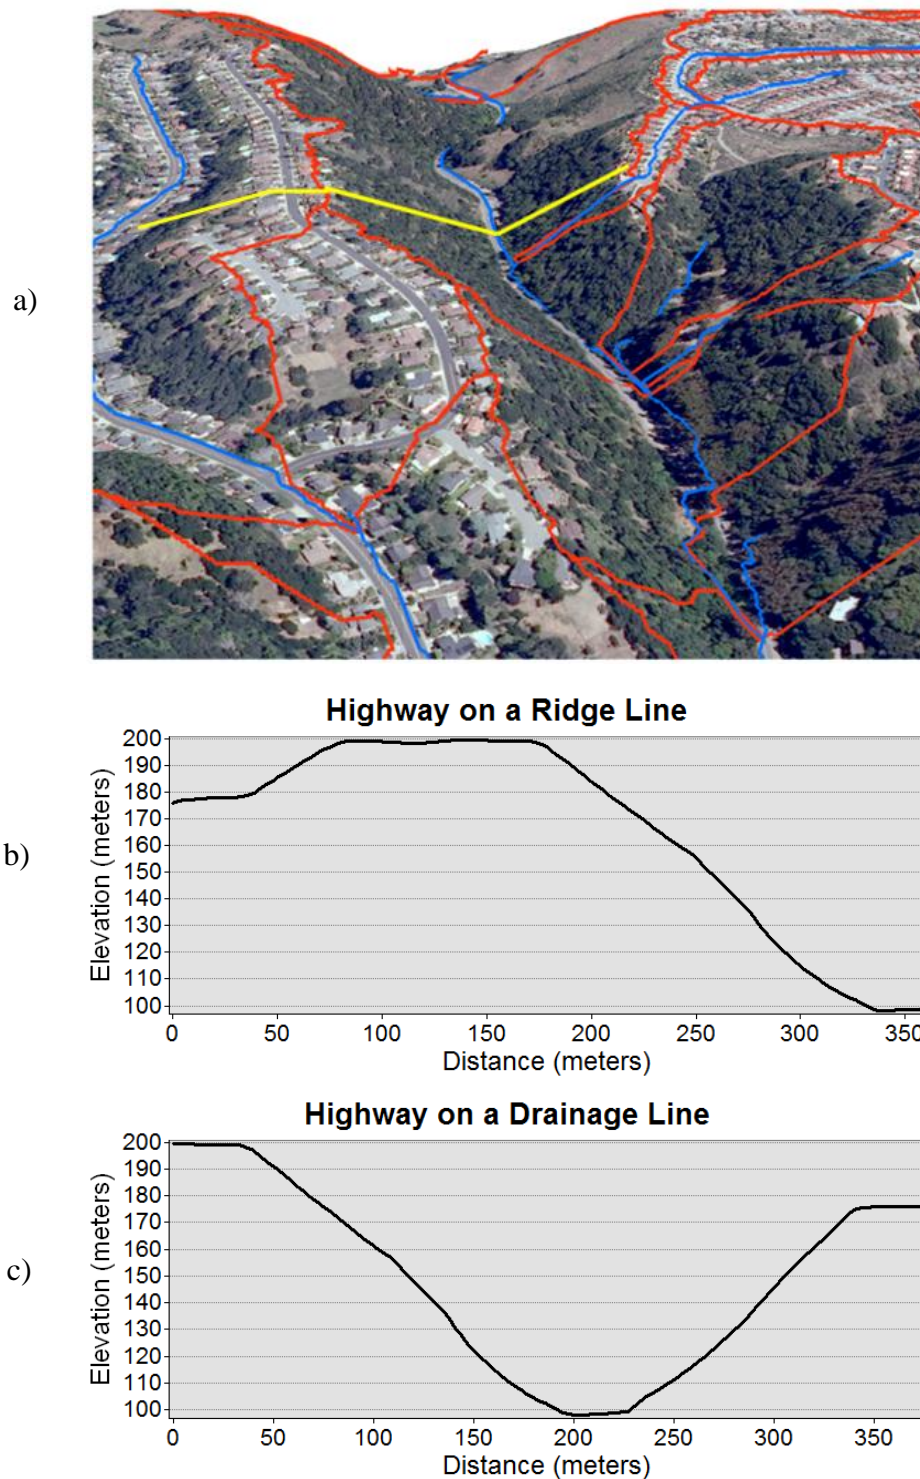 a)
Highway on a Ridge Line
b)
Elevation (meters)
200
190
180
170
160
150
140
130
120
110
100
0 50 100 150 200 250 300 350
Distance (meters)
Highway on a Drainage Line
c)
Elevation (meters)
200
190
180
170
160
150
140
130
120
110
100
0 50 100 150 200 250 300 350
Distance (meters)